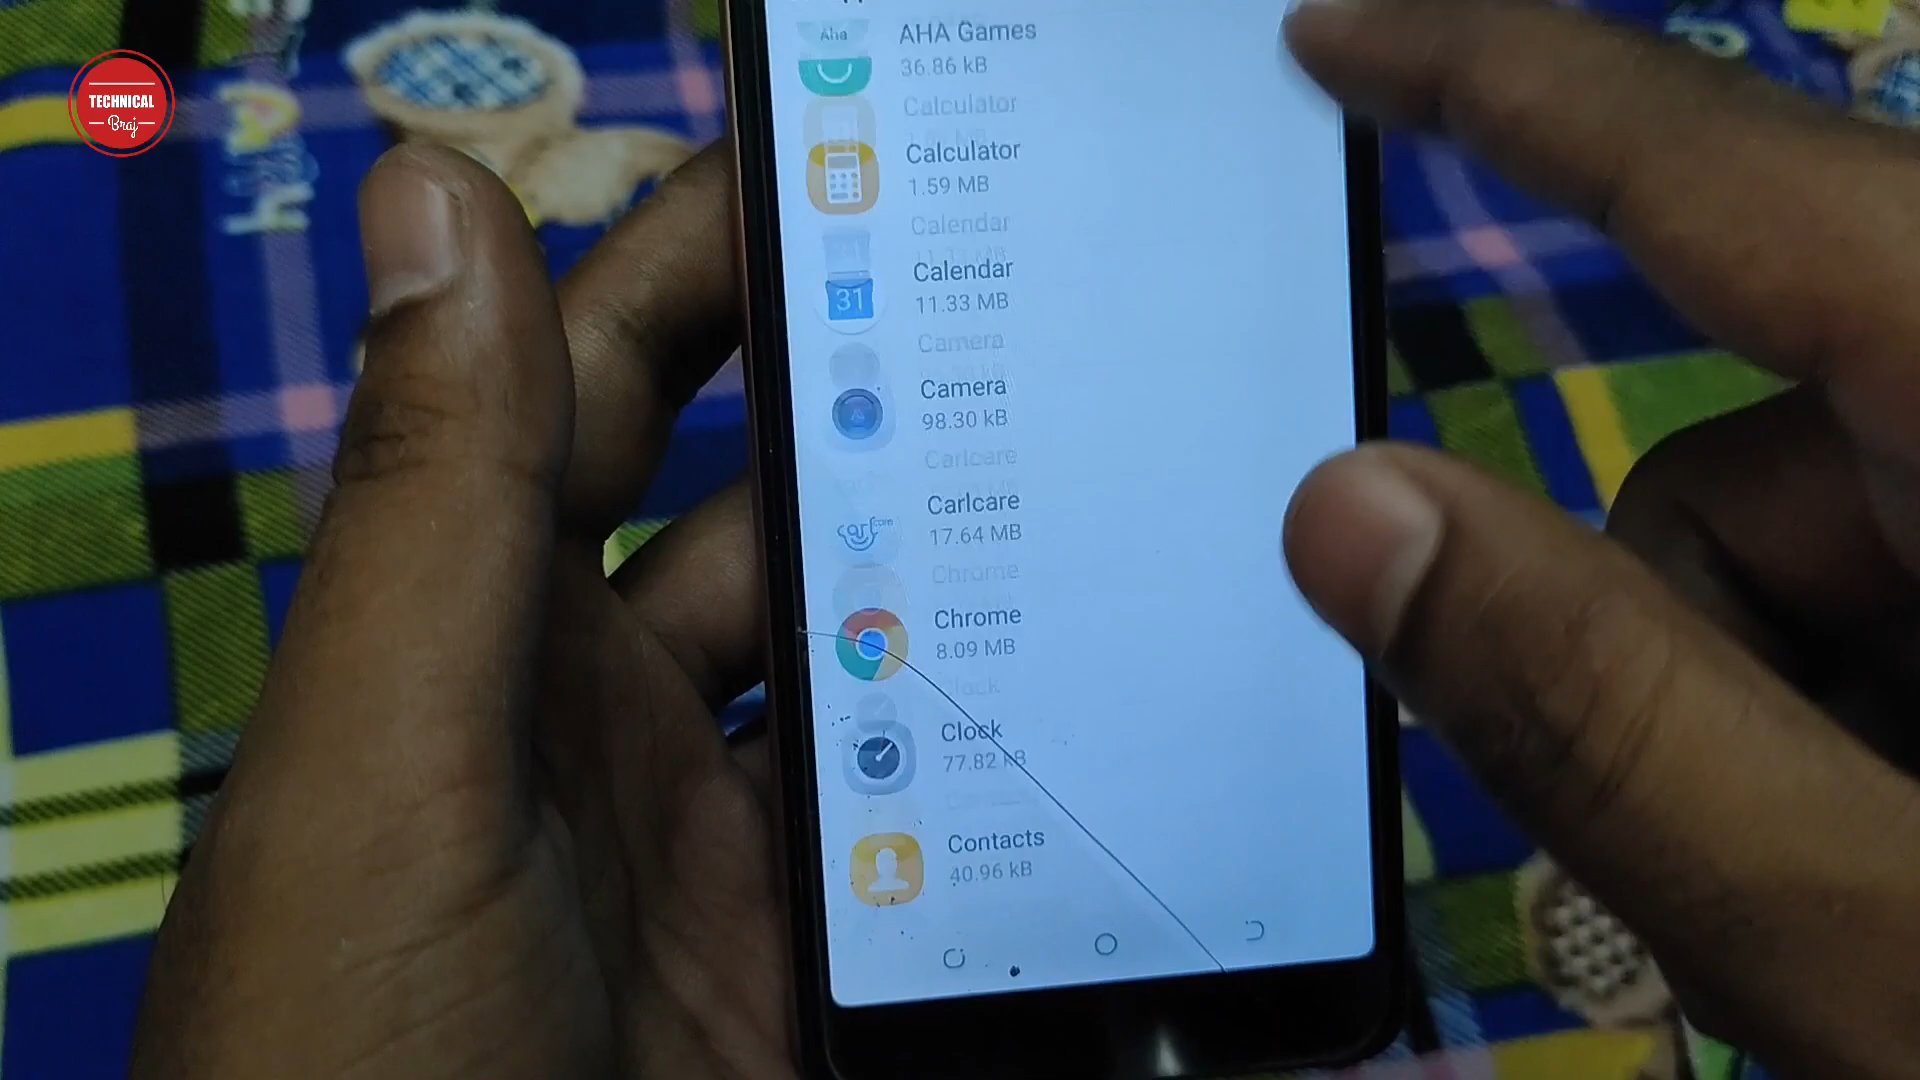 TECHNICAL
Braj
Aha
AHA Games
36.86 kB
Calculator
Calculator
1.59 MB
Calendar
31
Calendar
11.33 MB
Camera
Camera
98.30 kB
Carlcare
Carlcare
17.64 MB
Chrome
Chrome
8.09 MB
Clock
Clock
77.82 kB
Contacts
40.96 kB